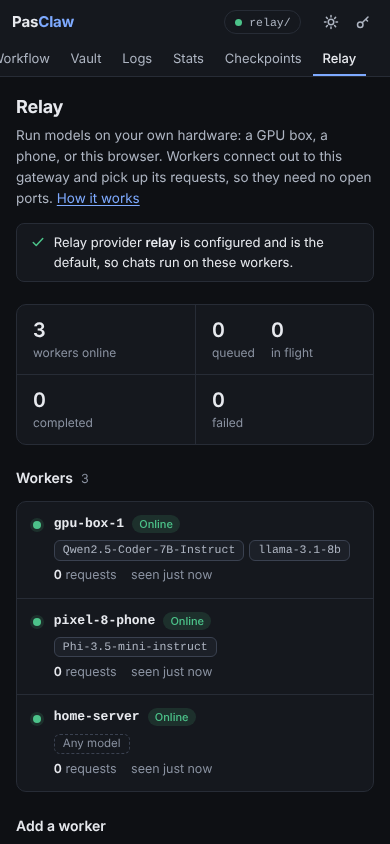 PasClaw
relay/
Workflow Vault Logs Stats Checkpoints Relay
Relay
Run models on your own hardware: a GPU box, a
phone, or this browser. Workers connect out to this
gateway and pick up its requests, so they need no open
ports. How it works
Relay provider relay is configured and is the
default, so chats run on these workers.
3
workers online
0
queued
0
in flight
0
completed
0
failed
Workers 3
gpu-box-1 Online
Qwen2.5-Coder-7B-Instruct llama-3.1-8b
0 requests seen just now
pixel-8-phone Online
Phi-3.5-mini-instruct
0 requests seen just now
home-server Online
Any model
0 requests seen just now
Add a worker